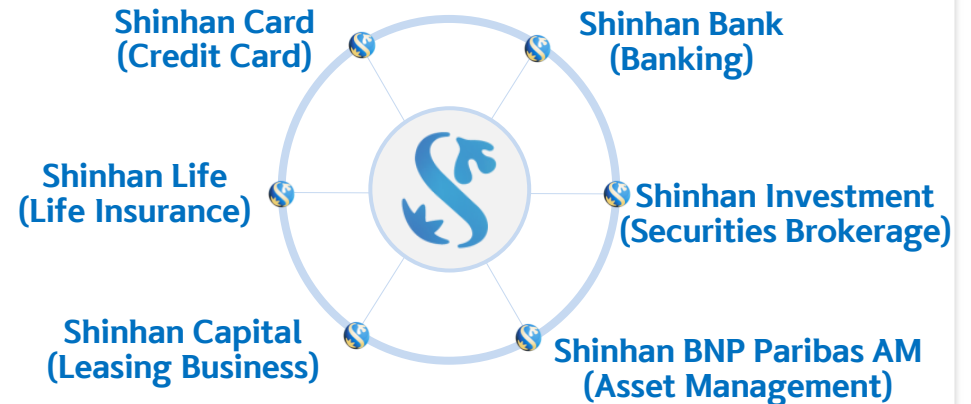 Shinhan Card
(Credit Card)
Shinhan Bank
(Banking)
Shinhan Life
(Life Insurance)
Shinhan Investment
(Securities Brokerage)
Shinhan Capital
(Leasing Business)
Shinhan BNP Paribas AM
(Asset Management)